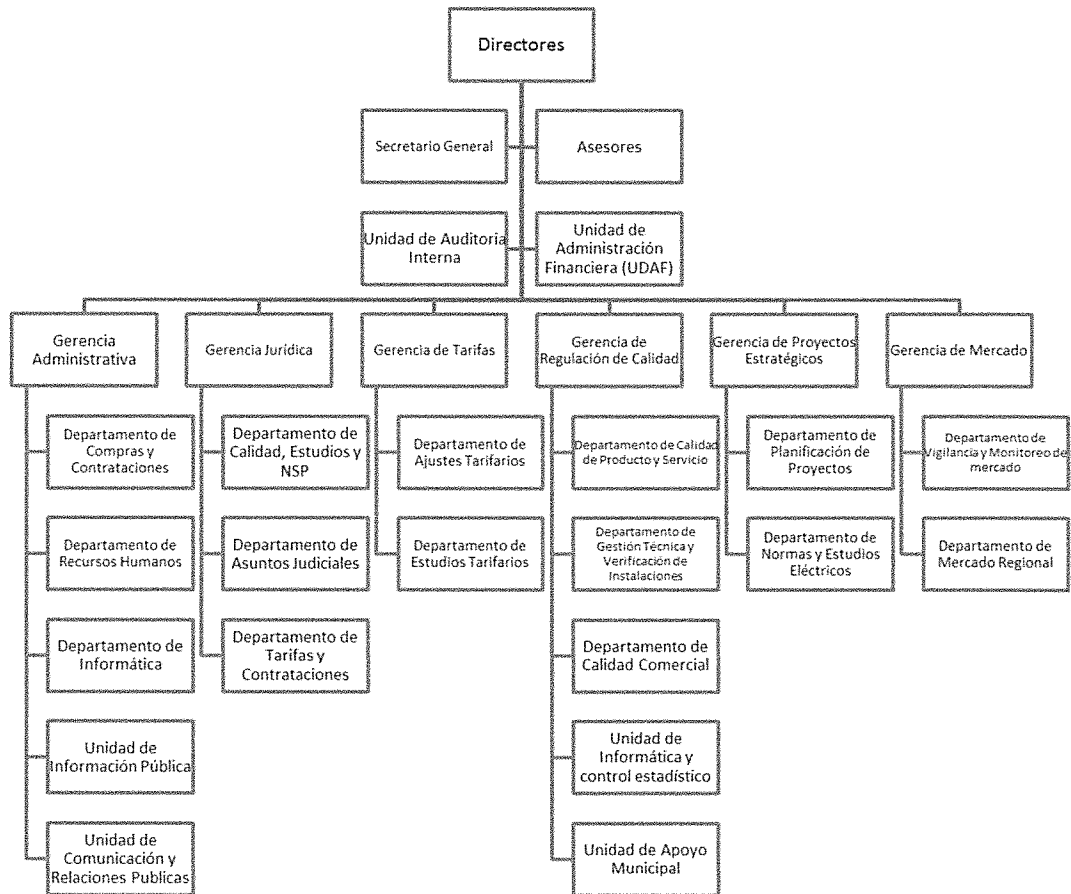 Directores
Secretario General
Asesores
Unidad de Auditoria
Interna
Unidad de
Administración
Financiera (UDAF)
Gerencia
Administrativa
Gerencia Jurídica
Gerencia de Tarifas
Gerencia de
Regulación de Calidad
Gerencia de Proyectos
Estratégicos
Gerencia de Mercado
Departamento de
Compras y
Contrataciones
Departamento de
Recursos Humanos
Departamento de
Informática
Unidad de
Información Pública
Unidad de
Comunicación y
Relaciones Publicas
Departamento de
Calidad, Estudios y
NSP
Departamento de
Asuntos Judiciales
Departamento de
Tarifas y
Contrataciones
Departamento de
Ajustes Tarifarios
Departamento de
Estudios Tarifarios
Departamento de Calidad
de Producto y Servicio
Departamento de
Gestión Técnica y
Verificación de
Instalaciones
Departamento de
Calidad Comercial
Unidad de
Informática y
control estadístico
Unidad de Apoyo
Municipal
Departamento de
Planificación de
Proyectos
Departamento de
Normas y Estudios
Eléctricos
Departamento de
Vigilancia y Monitoreo de
mercado
Departamento de
Mercado Regional